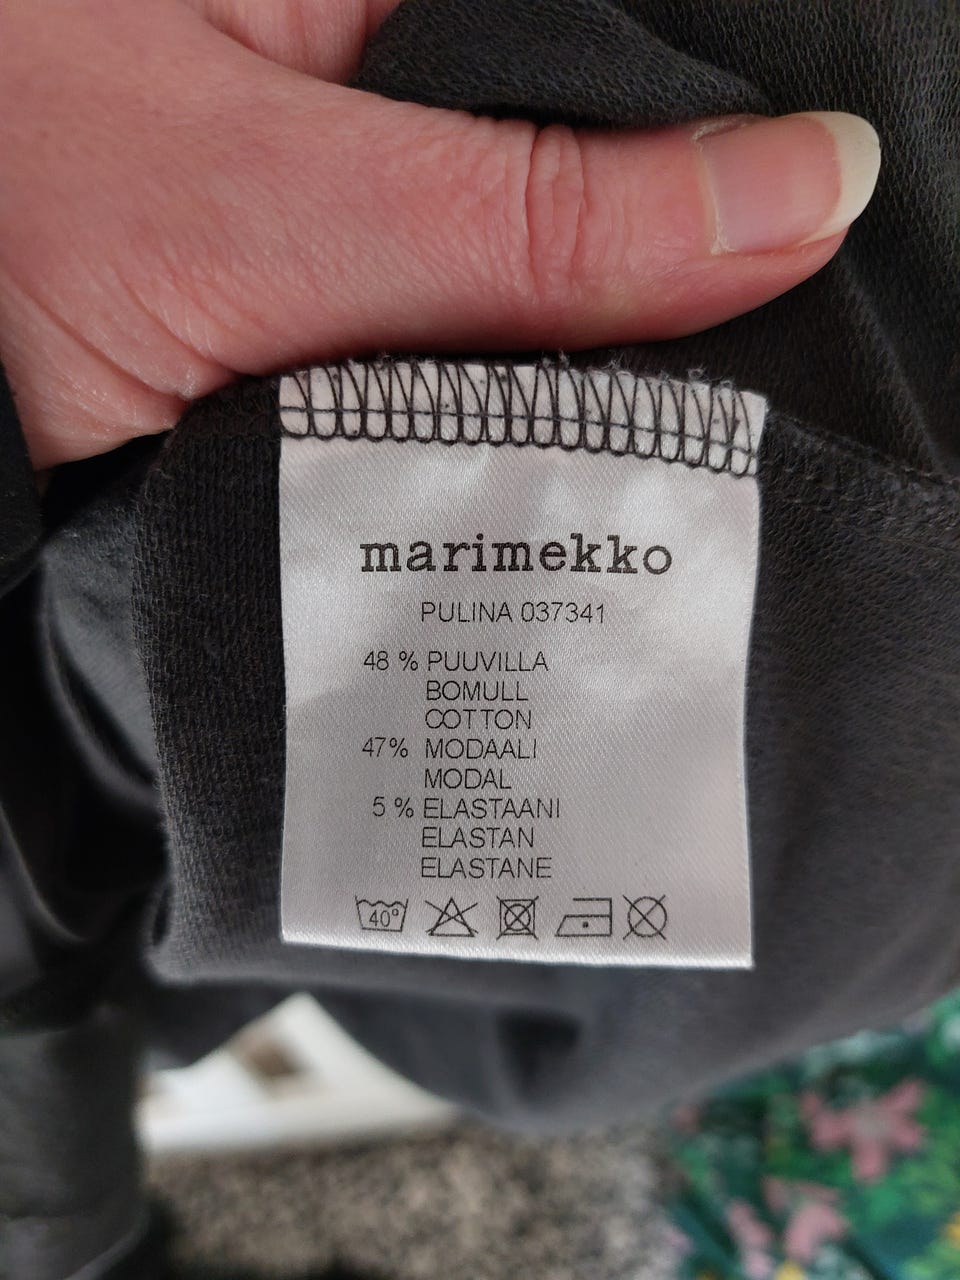 marimekko
PULINA 037341
48 % PUUVILLA
BOMULL
COTTON
47% MODAALI
MODAL
5 % ELASTAANI
ELASTAN
ELASTANE
40°